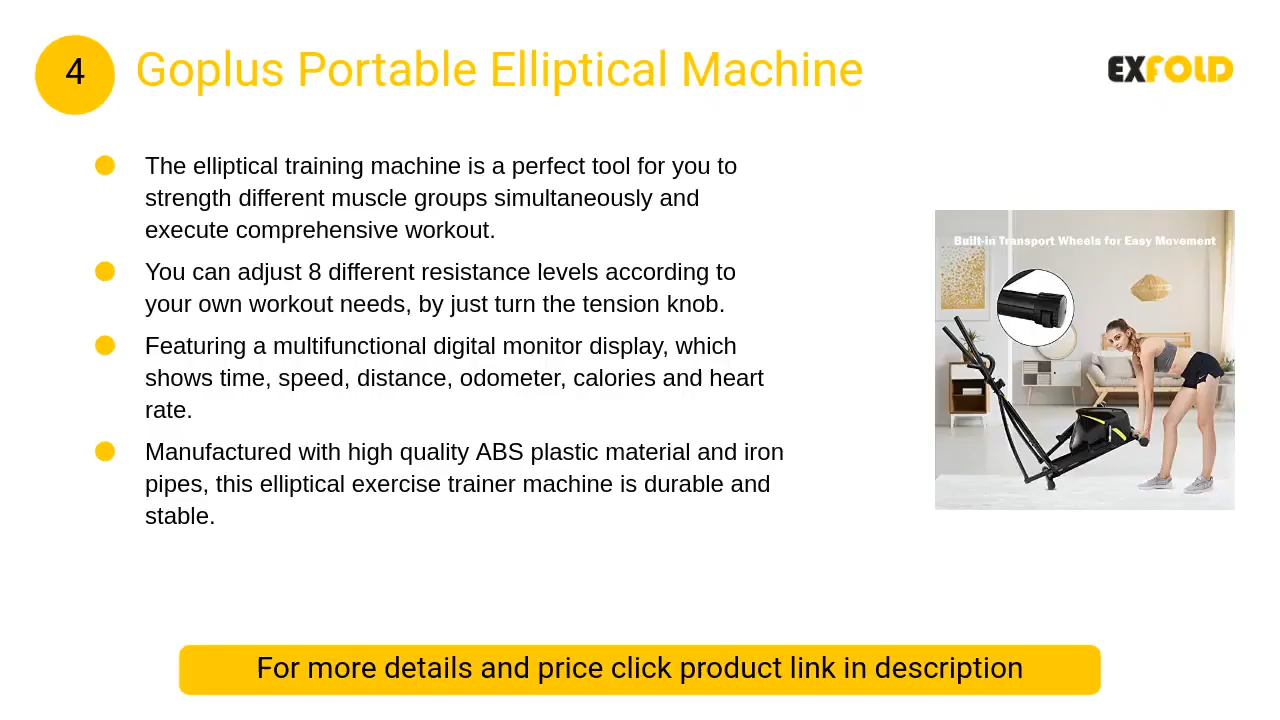 4
Goplus Portable Elliptical Machine
EXFOLD
The elliptical training machine is a perfect tool for you to
strength different muscle groups simultaneously and
execute comprehensive workout.
You can adjust 8 different resistance levels according to
your own workout needs, by just turn the tension knob.
Featuring a multifunctional digital monitor display, which
shows time, speed, distance, odometer, calories and heart
rate.
Manufactured with high quality ABS plastic material and iron
pipes, this elliptical exercise trainer machine is durable and
stable.
Built-in Transport Wheels for Easy Movement
For more details and price click product link in description